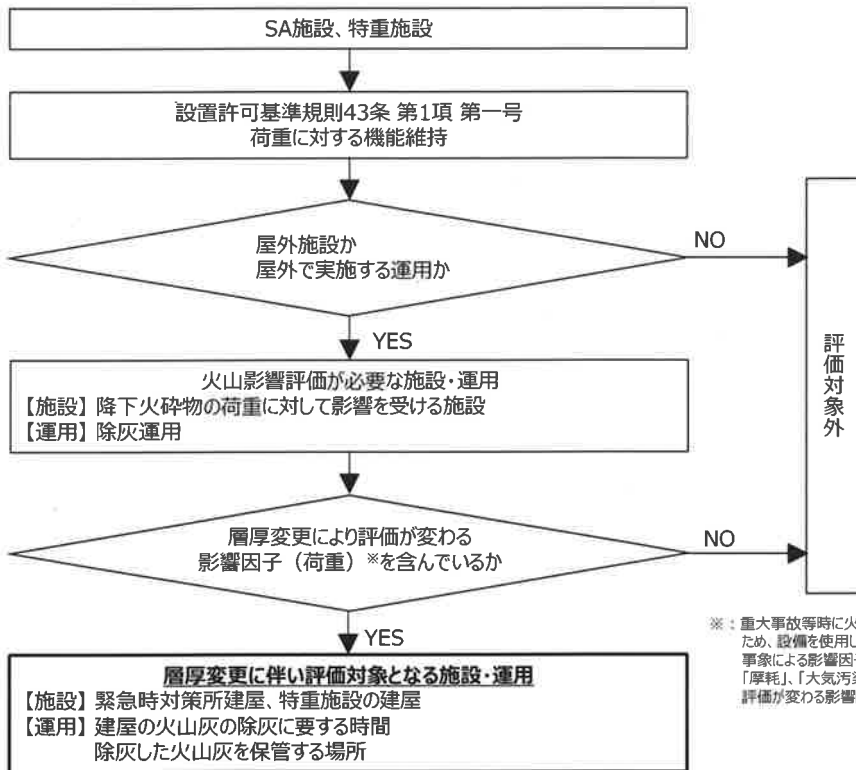 SA施設、特重施設
設置許可基準規則43条 第1項 第一号
荷重に対する機能維持
屋外施設か
屋外で実施する運用か
NO
YES
評価対象外
火山影響評価が必要な施設・運用
【施設】降下火砕物の荷重に対して影響を受ける施設
【運用】除灰運用
層厚変更により評価が変わる
影響因子（荷重）※を含んでいるか
NO
YES
※：重大事故等時に火
ため、設備を使用し
事象による影響因子
「摩耗」、「大気汚染
評価が変わる影響
層厚変更に伴い評価対象となる施設・運用
【施設】緊急時対策所建屋、特重施設の建屋
【運用】建屋の火山灰の除灰に要する時間
除灰した火山灰を保管する場所